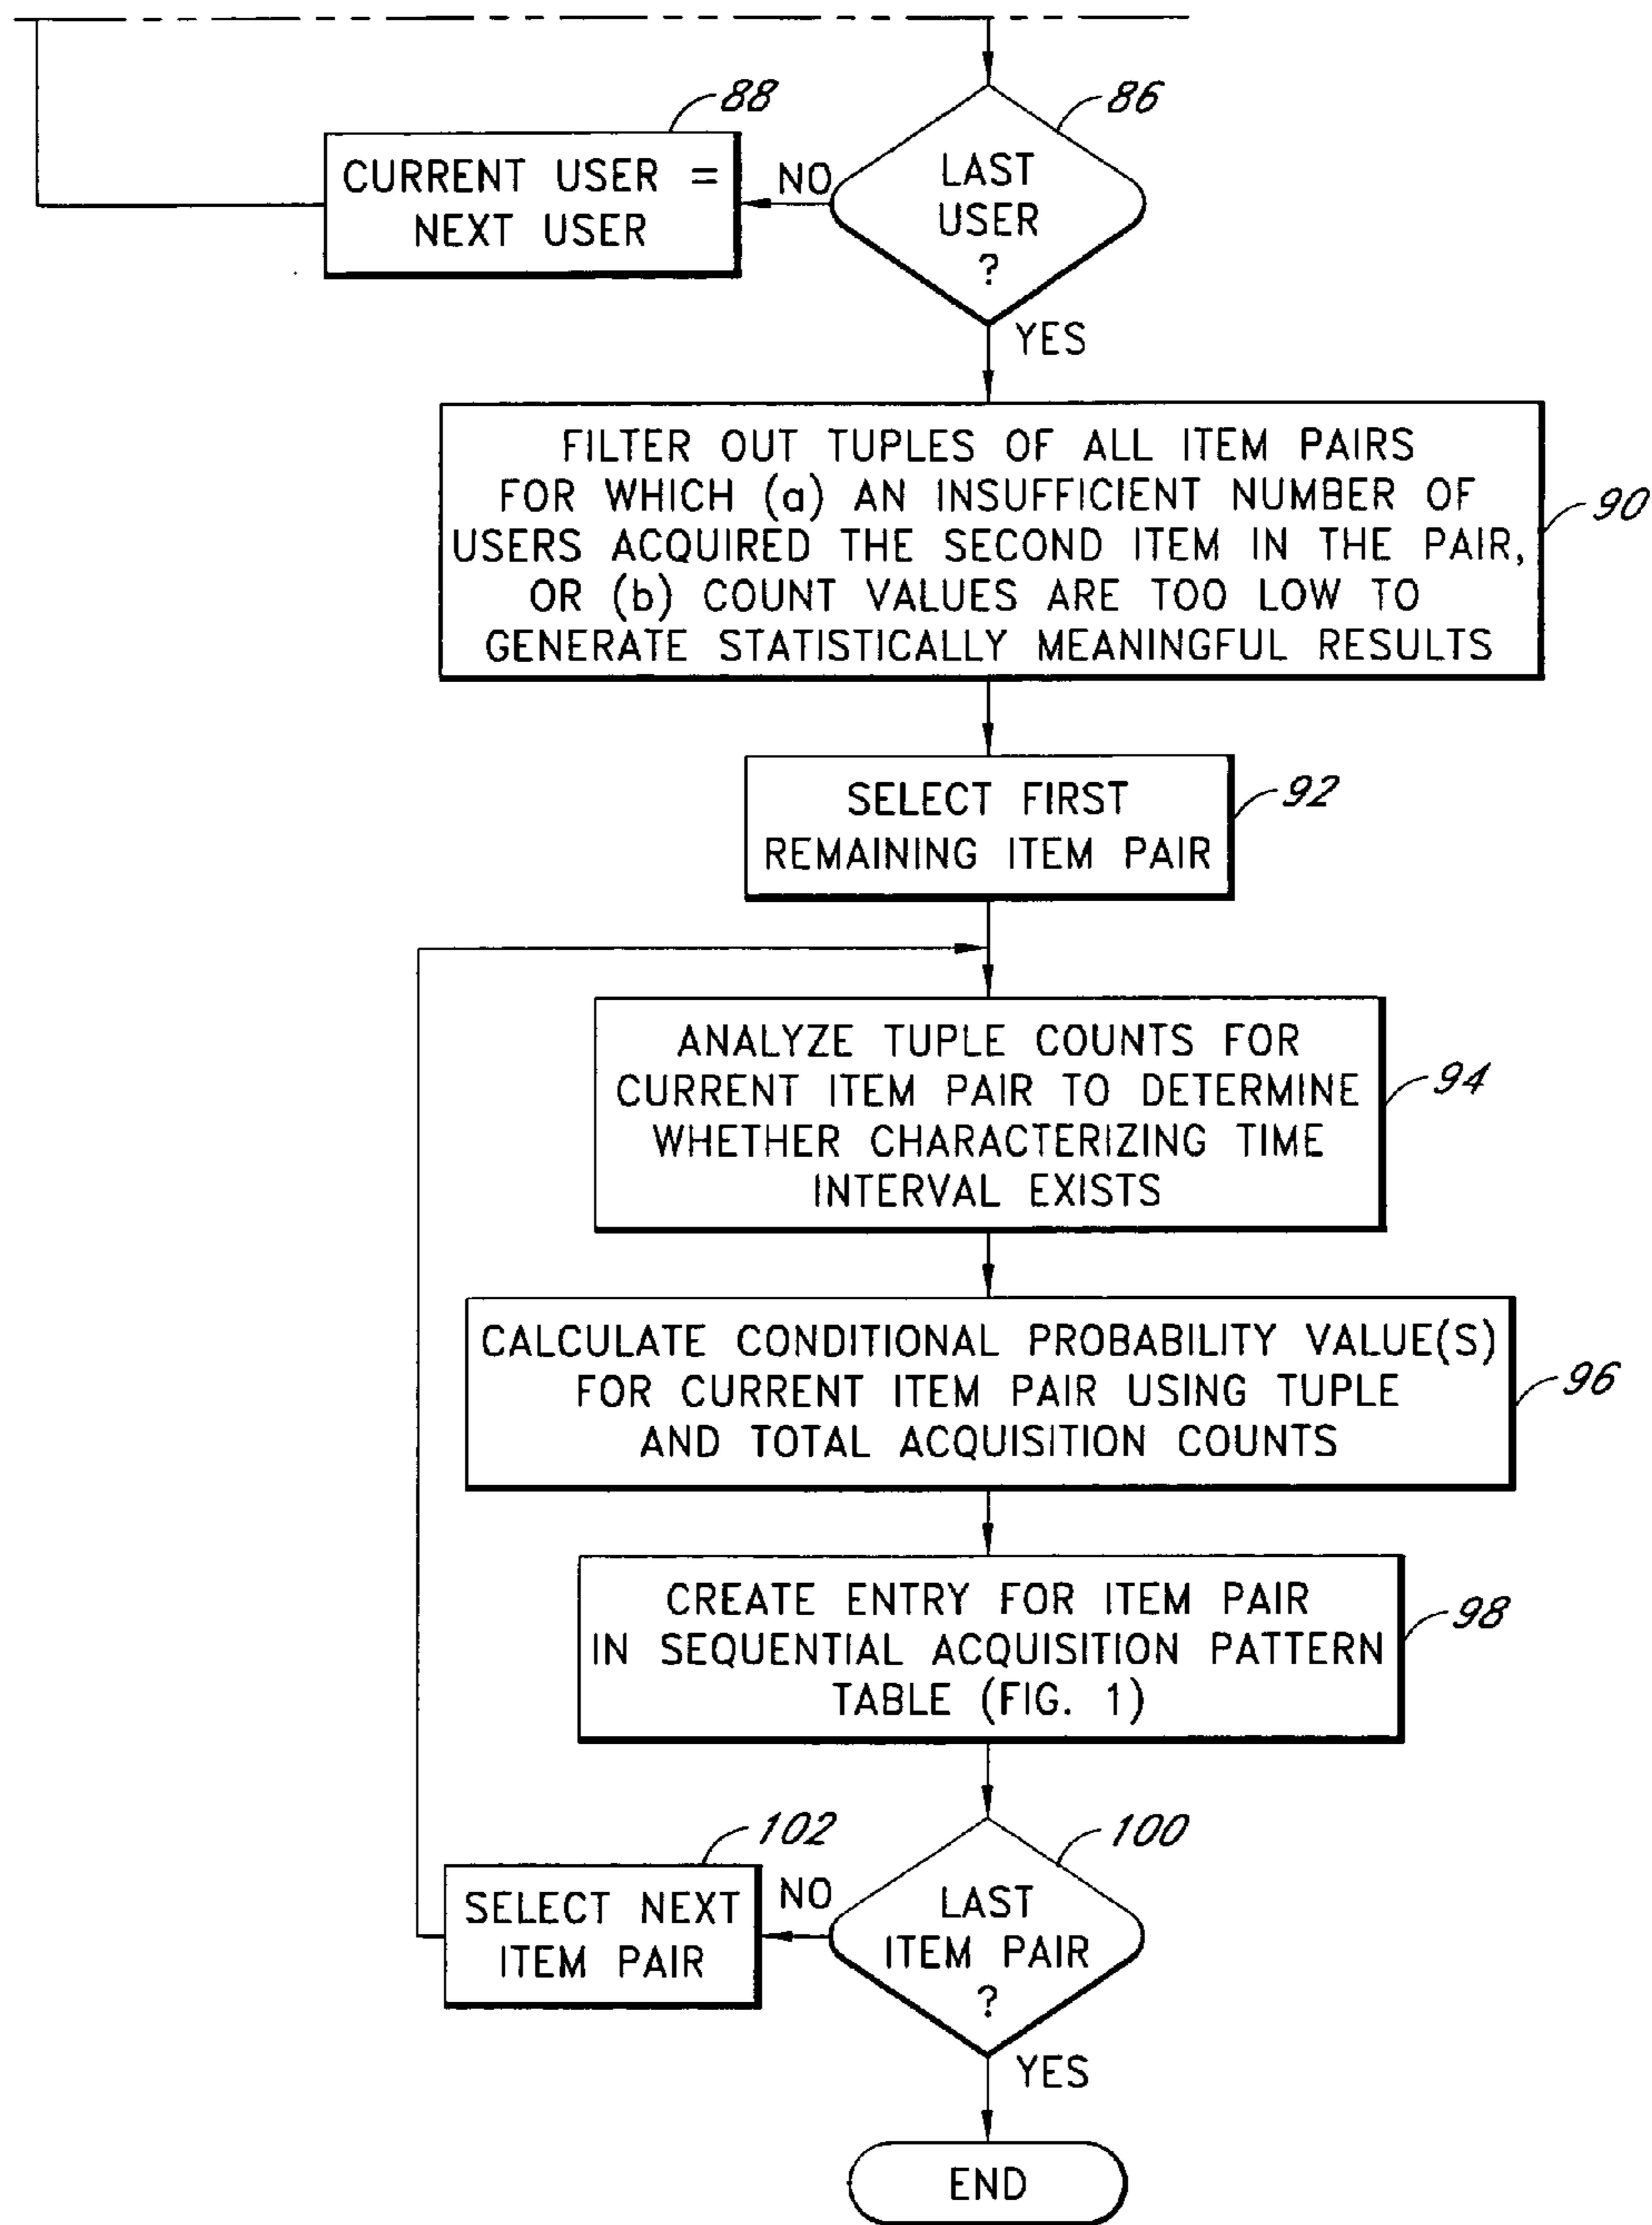 88
86
CURRENT USER =
NEXT USER
NO
LAST
USER
?
YES
FILTER OUT TUPLES OF ALL ITEM PAIRS
FOR WHICH (a) AN INSUFFICIENT NUMBER OF
USERS ACQUIRED THE SECOND ITEM IN THE PAIR,
OR (b) COUNT VALUES ARE TOO LOW TO
GENERATE STATISTICALLY MEANINGFUL RESULTS
90
SELECT FIRST
REMAINING ITEM PAIR
92
ANALYZE TUPLE COUNTS FOR
CURRENT ITEM PAIR TO DETERMINE
WHETHER CHARACTERIZING TIME
INTERVAL EXISTS
94
CALCULATE CONDITIONAL PROBABILITY VALUE(S)
FOR CURRENT ITEM PAIR USING TUPLE
AND TOTAL ACQUISITION COUNTS
96
CREATE ENTRY FOR ITEM PAIR
IN SEQUENTIAL ACQUISITION PATTERN
TABLE (FIG. 1)
98
102
100
SELECT NEXT
ITEM PAIR
NO
LAST
ITEM PAIR
?
YES
END